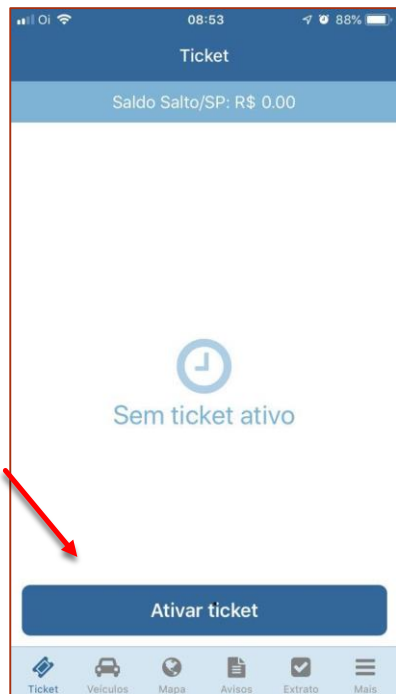 Oi 08:53 88%
Ticket
Saldo Salto/SP: R$ 0.00
Sem ticket ativo
Ativar ticket
Ticket Veículos Mapa Avisos Extrato Mais